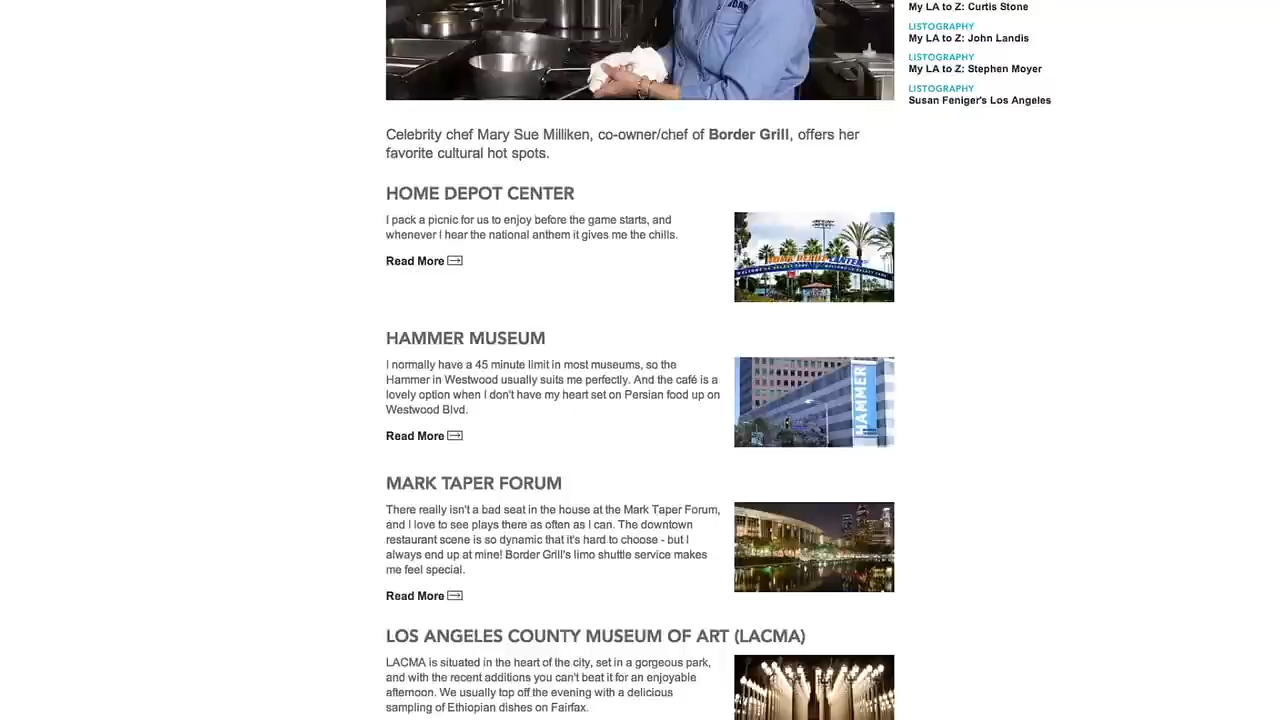 My LA to Z: Curtis Stone
LISTOGRAPHY
My LA to Z: John Landis
LISTOGRAPHY
My LA to Z: Stephen Moyer
LISTOGRAPHY
Susan Feniger's Los Angeles
Celebrity chef Mary Sue Milliken, co-owner/chef of Border Grill, offers her
favorite cultural hot spots.
HOME DEPOT CENTER
I pack a picnic for us to enjoy before the game starts, and
whenever I hear the national anthem it gives me the chills.
Read More
HOME DEPOT CENTER
HAMMER MUSEUM
I normally have a 45 minute limit in most museums, so the
Hammer in Westwood usually suits me perfectly. And the café is a
lovely option when I don't have my heart set on Persian food up on
Westwood Blvd.
Read More
HAMMER
MARK TAPER FORUM
There really isn't a bad seat in the house at the Mark Taper Forum,
and I love to see plays there as often as I can. The downtown
restaurant scene is so dynamic that it's hard to choose - but I
always end up at mine! Border Grill's limo shuttle service makes
me feel special.
Read More
LOS ANGELES COUNTY MUSEUM OF ART (LACMA)
LACMA is situated in the heart of the city, set in a gorgeous park,
and with the recent additions you can't beat it for an enjoyable
afternoon. We usually top off the evening with a delicious
sampling of Ethiopian dishes on Fairfax.